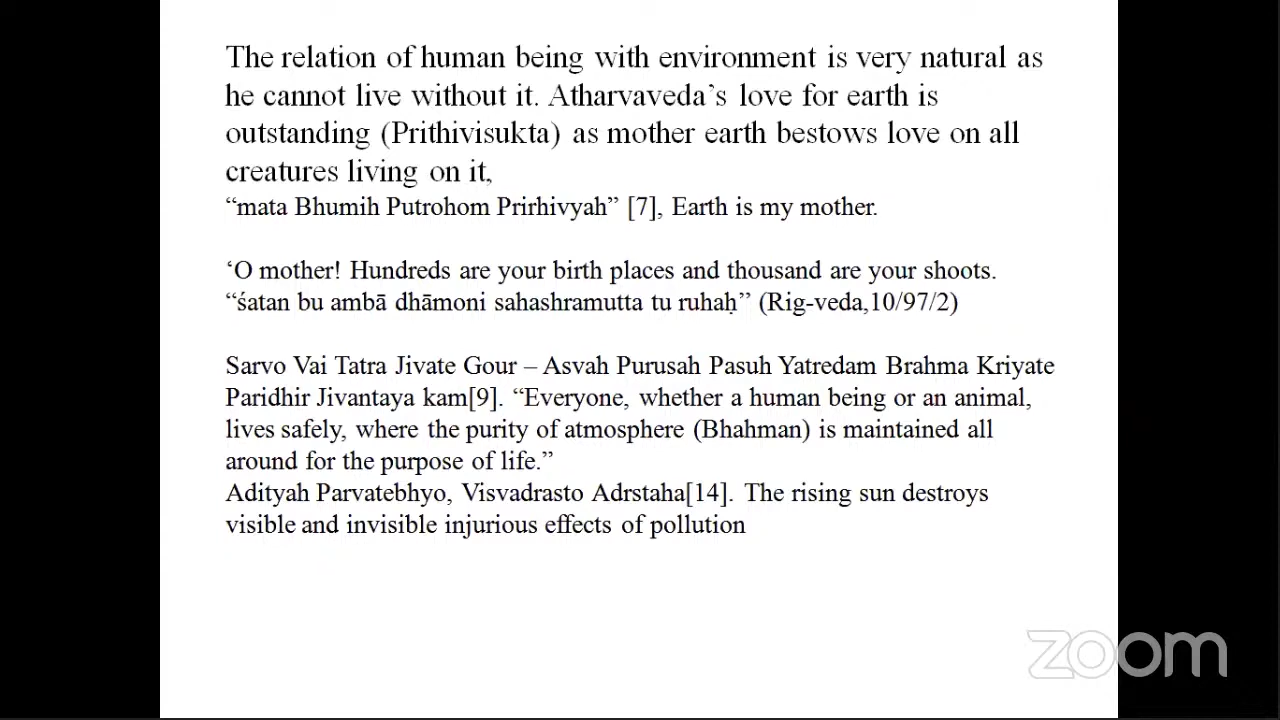 The relation of human being with environment is very natural as
he cannot live without it. Atharvaveda's love for earth is
outstanding (Prithivisukta) as mother earth bestows love on all
creatures living on it,
“mata Bhumih Putrohom Prirhivyah” [7], Earth is my mother.
‘O mother! Hundreds are your birth places and thousand are your shoots.
“śatan bu ambā dhāmoni sahashramutta tu ruhaḥ” (Rig-veda,10/97/2)
Sarvo Vai Tatra Jivate Gour – Asvah Purusah Pasuh Yatredam Brahma Kriyate
Paridhir Jivantaya kam[9]. “Everyone, whether a human being or an animal,
lives safely, where the purity of atmosphere (Bhahman) is maintained all
around for the purpose of life.”
Adityah Parvatebhyo, Visvadrasto Adrstaha[14]. The rising sun destroys
visible and invisible injurious effects of pollution
zoom